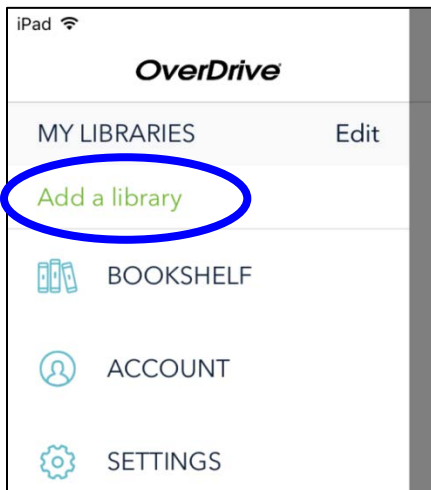 iPad
OverDrive
MY LIBRARIES Edit
Add a library
BOOKSHELF
ACCOUNT
SETTINGS